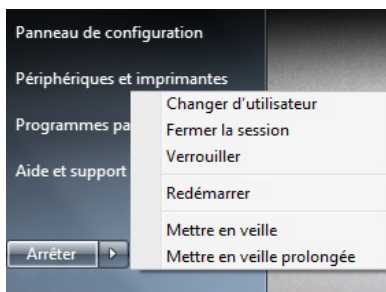 Panneau de configuration
Périphériques et imprimantes
Programmes pa
Aide et support
Changer d'utilisateur
Fermer la session
Verrouiller
Redémarrer
Mettre en veille
Mettre en veille prolongée
Arrêter